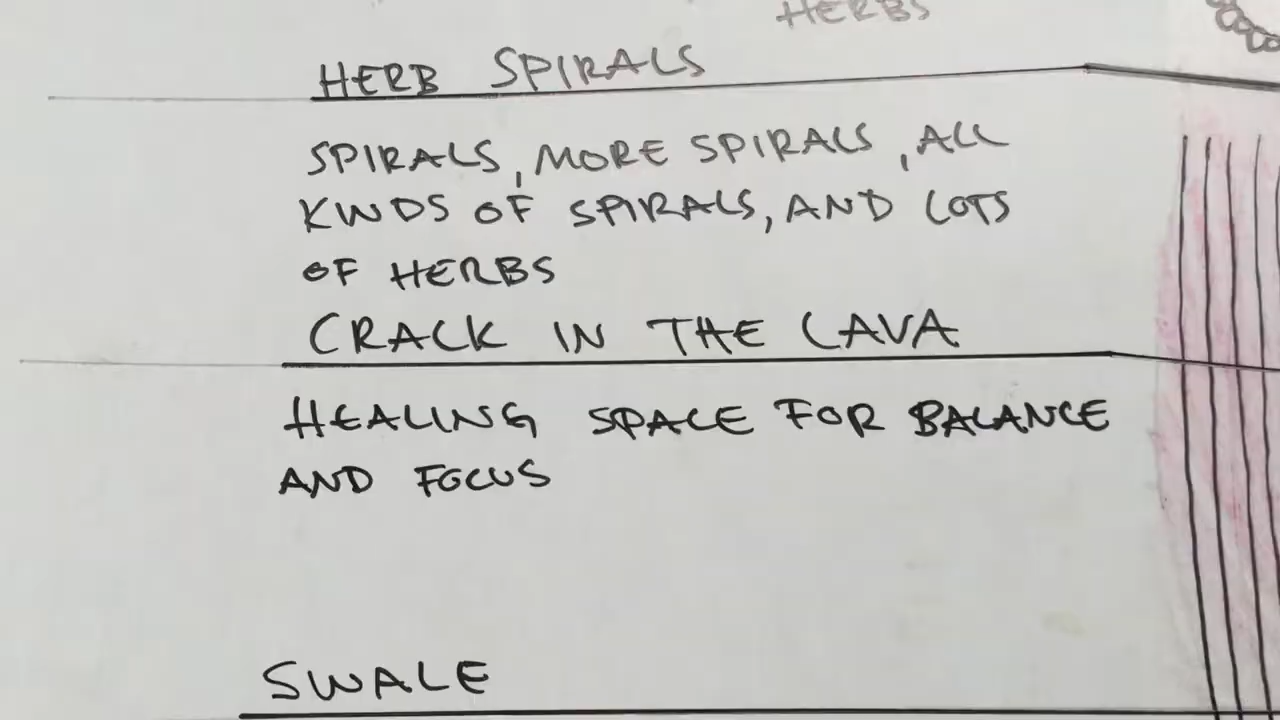 HERBS
HERB SPIRALS
SPIRALS, MORE SPIRALS, ALL
KINDS OF SPIRALS, AND LOTS
OF HERBS
CRACK IN THE LAVA
HEALING SPACE FOR BALANCE
AND FOCUS
SWALE